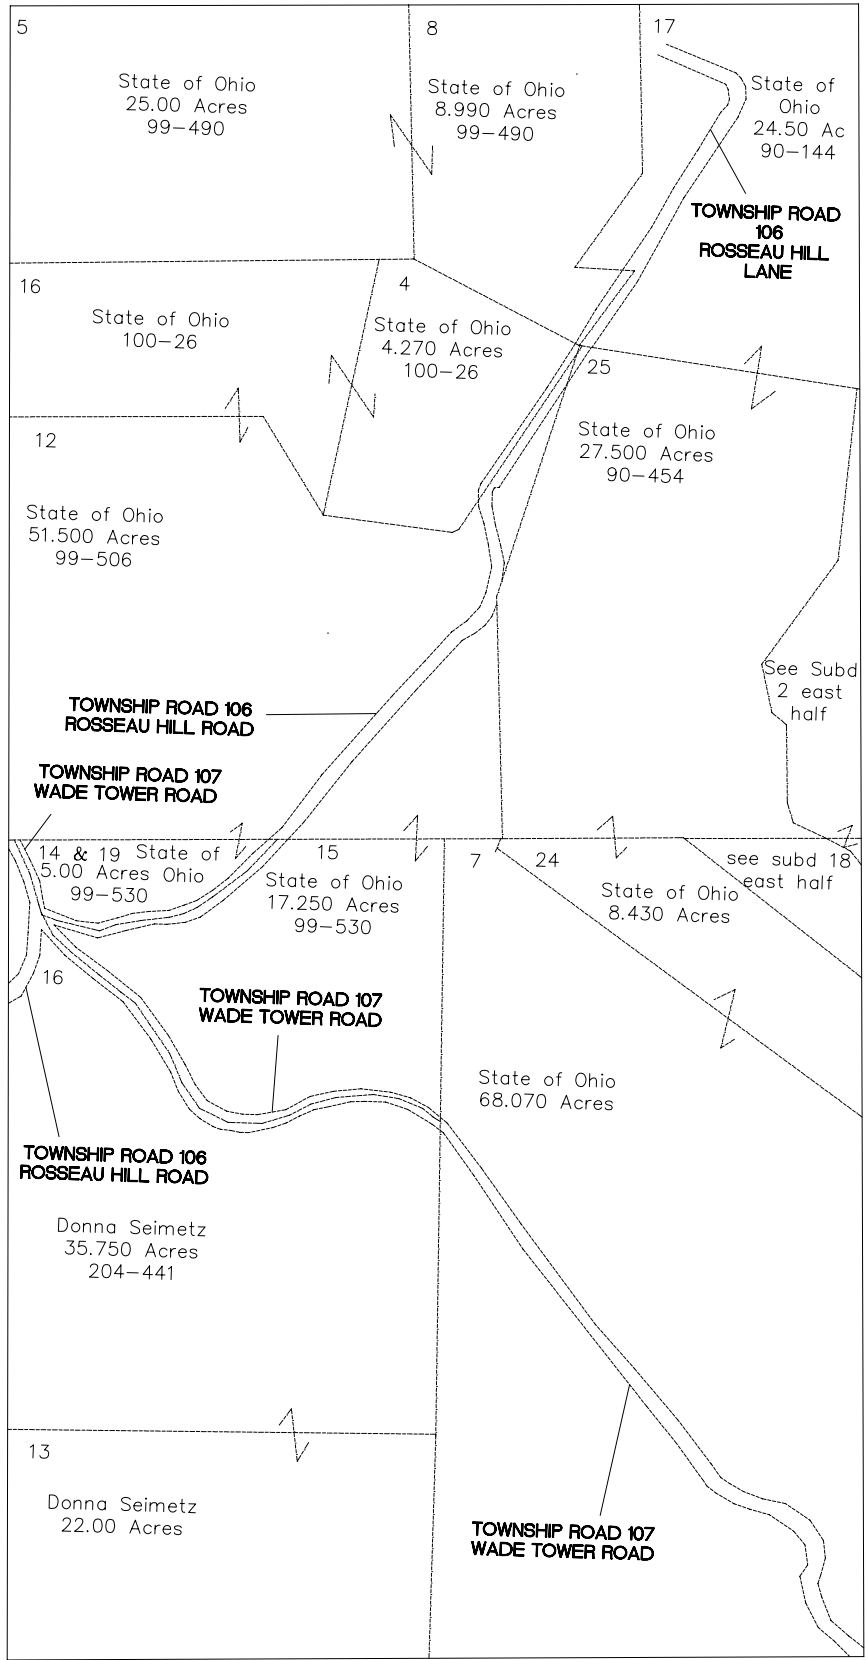 5
State of Ohio
25.00 Acres
99-490
8
State of Ohio
8.990 Acres
99-490
17
State of
Ohio
24.50 Ac
90-144
TOWNSHIP ROAD
106
ROSSEAU HILL
LANE
16
State of Ohio
100-26
4
State of Ohio
4.270 Acres
100-26
25
State of Ohio
27.500 Acres
90-454
12
State of Ohio
51.500 Acres
99-506
See Subd
2 east
half
TOWNSHIP ROAD 106
ROSSEAU HILL ROAD
TOWNSHIP ROAD 107
WADE TOWER ROAD
14 & 19 State of
5.00 Acres Ohio
99-530
15
State of Ohio
17.250 Acres
99-530
7
24
State of Ohio
8.430 Acres
see subd 18
east half
16
TOWNSHIP ROAD 107
WADE TOWER ROAD
State of Ohio
68.070 Acres
TOWNSHIP ROAD 106
ROSSEAU HILL ROAD
Donna Seimetz
35.750 Acres
204-441
13
Donna Seimetz
22.00 Acres
TOWNSHIP ROAD 107
WADE TOWER ROAD